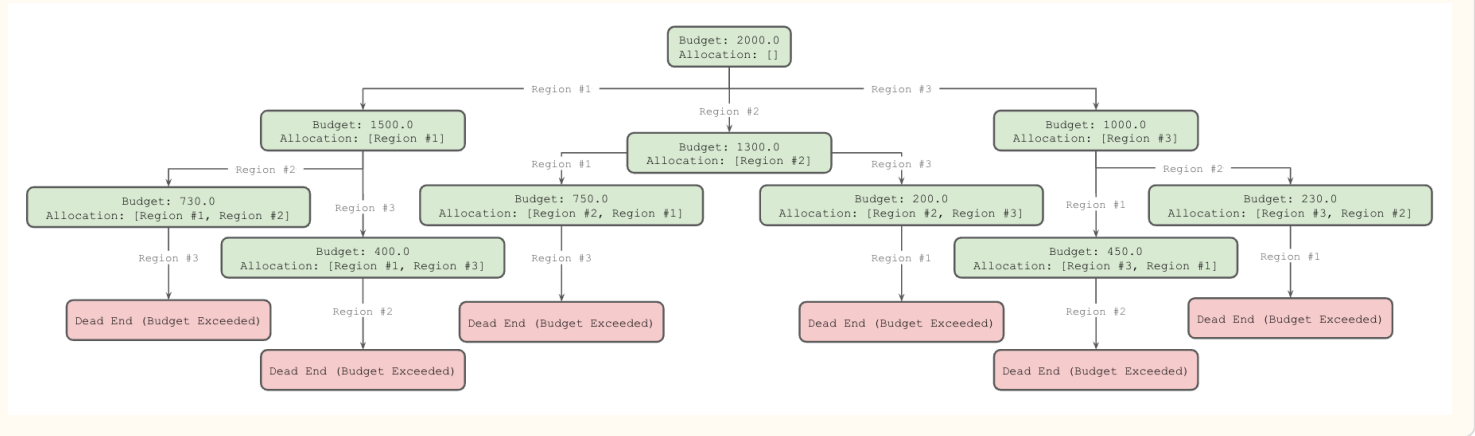 Budget: 2000.0
Allocation: []
Region #1
Region #3
Region #2
Budget: 1500.0
Allocation: [Region #1]
Budget: 1300.0
Allocation: [Region #2]
Budget: 1000.0
Allocation: [Region #3]
Region #2
Region #3
Region #1
Region #3
Region #1
Region #2
Budget: 730.0
Allocation: [Region #1, Region #2]
Budget: 750.0
Allocation: [Region #2, Region #1]
Budget: 200.0
Allocation: [Region #2, Region #3]
Budget: 230.0
Allocation: [Region #3, Region #2]
Budget: 400.0
Allocation: [Region #1, Region #3]
Budget: 450.0
Allocation: [Region #3, Region #1]
Region #3
Region #2
Region #3
Region #1
Region #2
Region #1
Dead End (Budget Exceeded)
Dead End (Budget Exceeded)
Dead End (Budget Exceeded)
Dead End (Budget Exceeded)
Dead End (Budget Exceeded)
Dead End (Budget Exceeded)